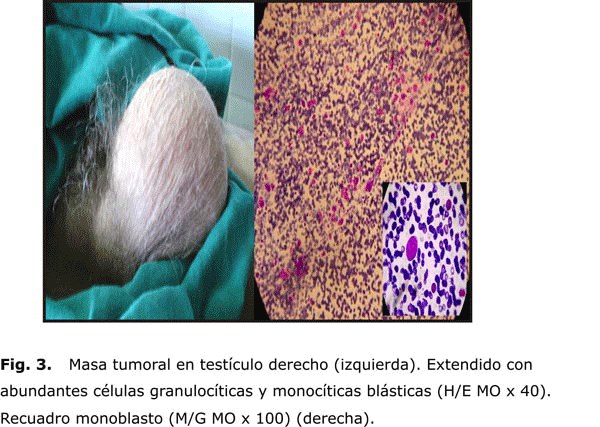 Fig. 3. Masa tumoral en testículo derecho (izquierda). Extendido con
abundantes células granulocíticas y monocíticas blásticas (H/E MO x 40).
Recuadro monoblasto (M/G MO x 100) (derecha).